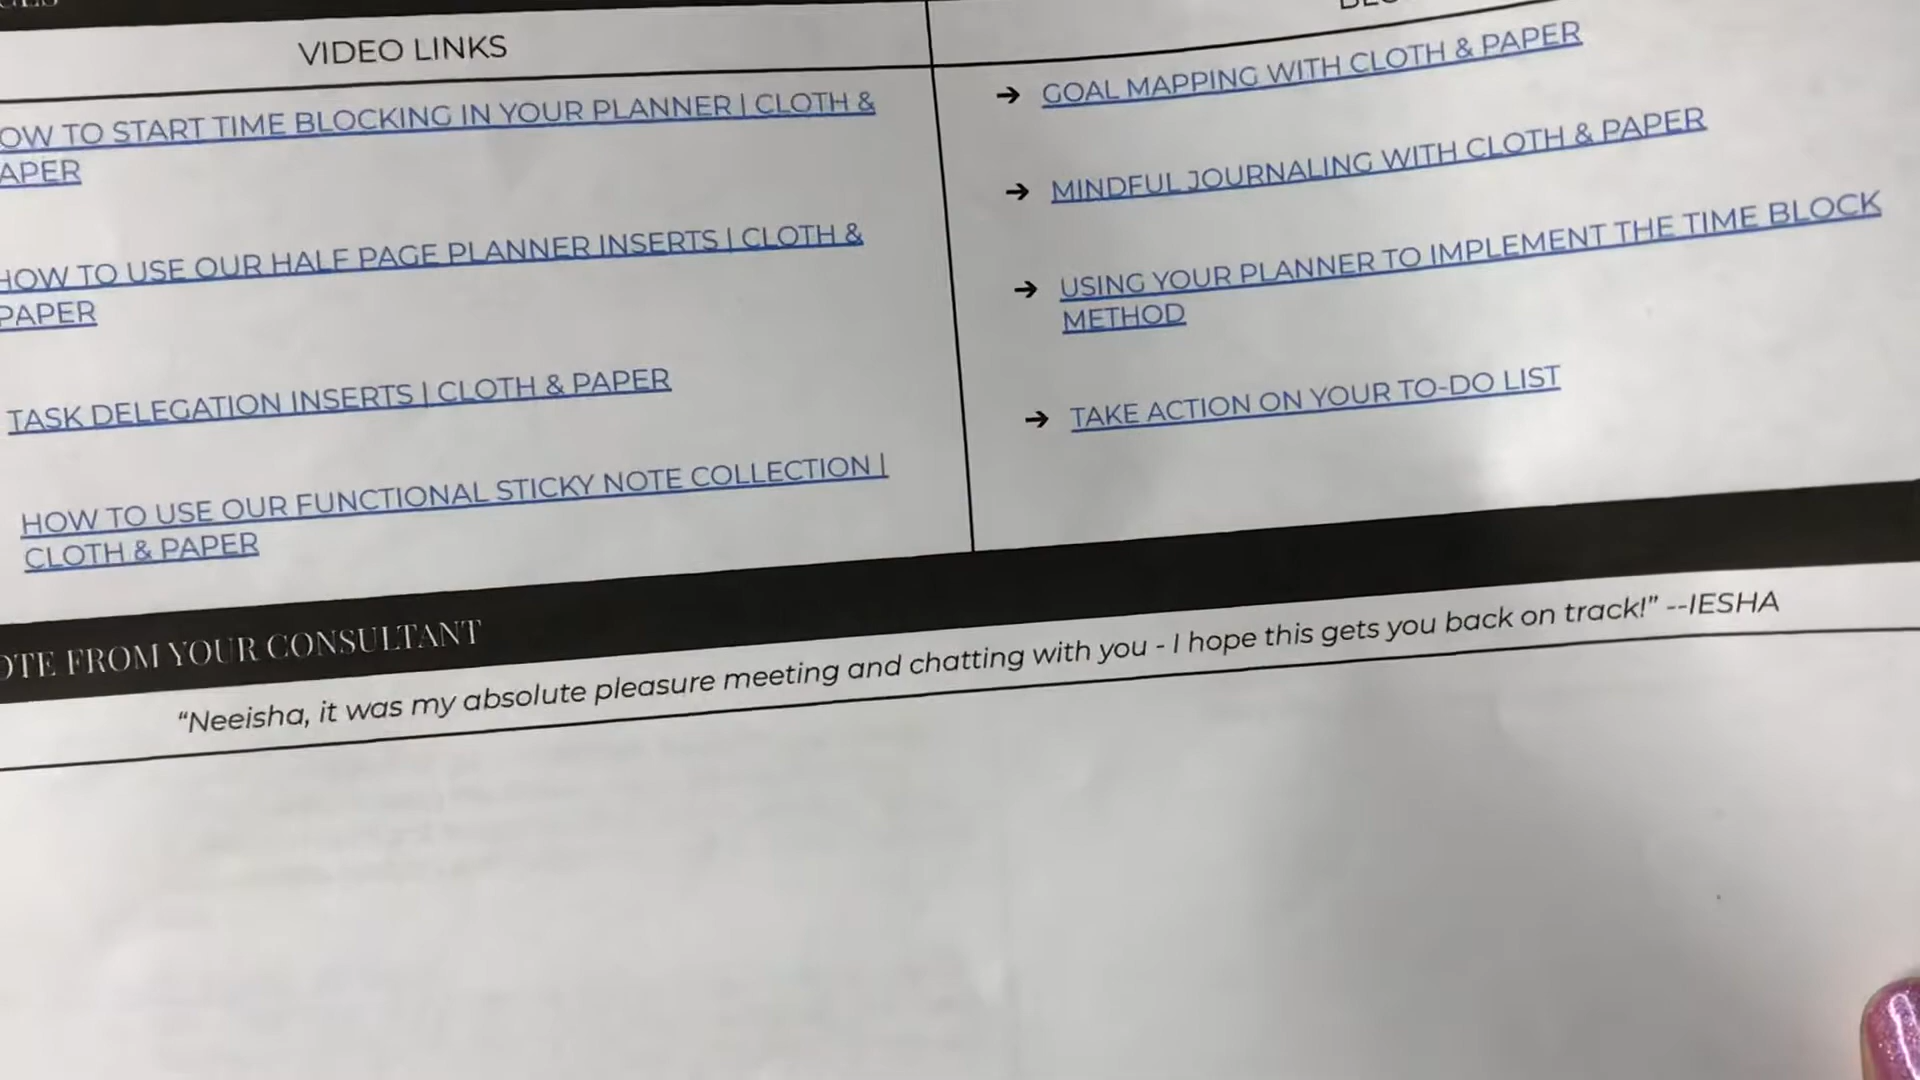 VIDEO LINKS
OW TO START TIME BLOCKING IN YOUR PLANNER | CLOTH &
APER
HOW TO USE OUR HALF PAGE PLANNER INSERTS | CLOTH &
PAPER
TASK DELEGATION INSERTS | CLOTH & PAPER
HOW TO USE OUR FUNCTIONAL STICKY NOTE COLLECTION |
CLOTH & PAPER
➔ GOAL MAPPING WITH CLOTH & PAPER
➔ MINDFUL JOURNALING WITH CLOTH & PAPER
➔ USING YOUR PLANNER TO IMPLEMENT THE TIME BLOCK
METHOD
➔ TAKE ACTION ON YOUR TO-DO LIST
OTE FROM YOUR CONSULTANT
“Neeisha, it was my absolute pleasure meeting and chatting with you - I hope this gets you back on track!” --IESHA